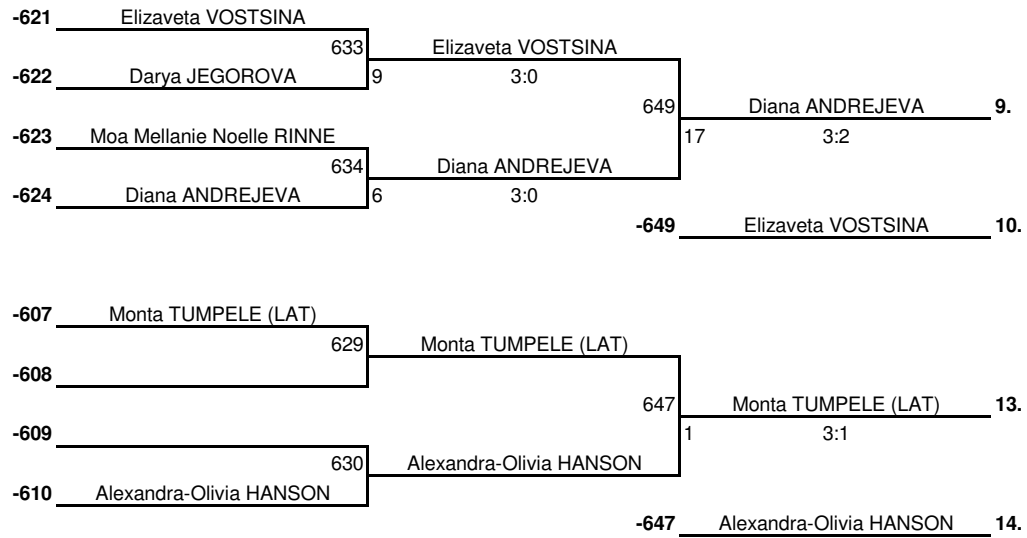 -621 Elizaveta VOSTSINA
633 Elizaveta VOSTSINA
-622 Darya JEGOROVA 9 3:0
649 Diana ANDREJEVA 9.
-623 Moa Mellanie Noelle RINNE 17 3:2
634 Diana ANDREJEVA
-624 Diana ANDREJEVA 6 3:0
-649 Elizaveta VOSTSINA 10.
-607 Monta TUMPELE (LAT)
629 Monta TUMPELE (LAT)
-608
647 Monta TUMPELE (LAT) 13.
-609 1 3:1
630 Alexandra-Olivia HANSON
-610 Alexandra-Olivia HANSON
-647 Alexandra-Olivia HANSON 14.